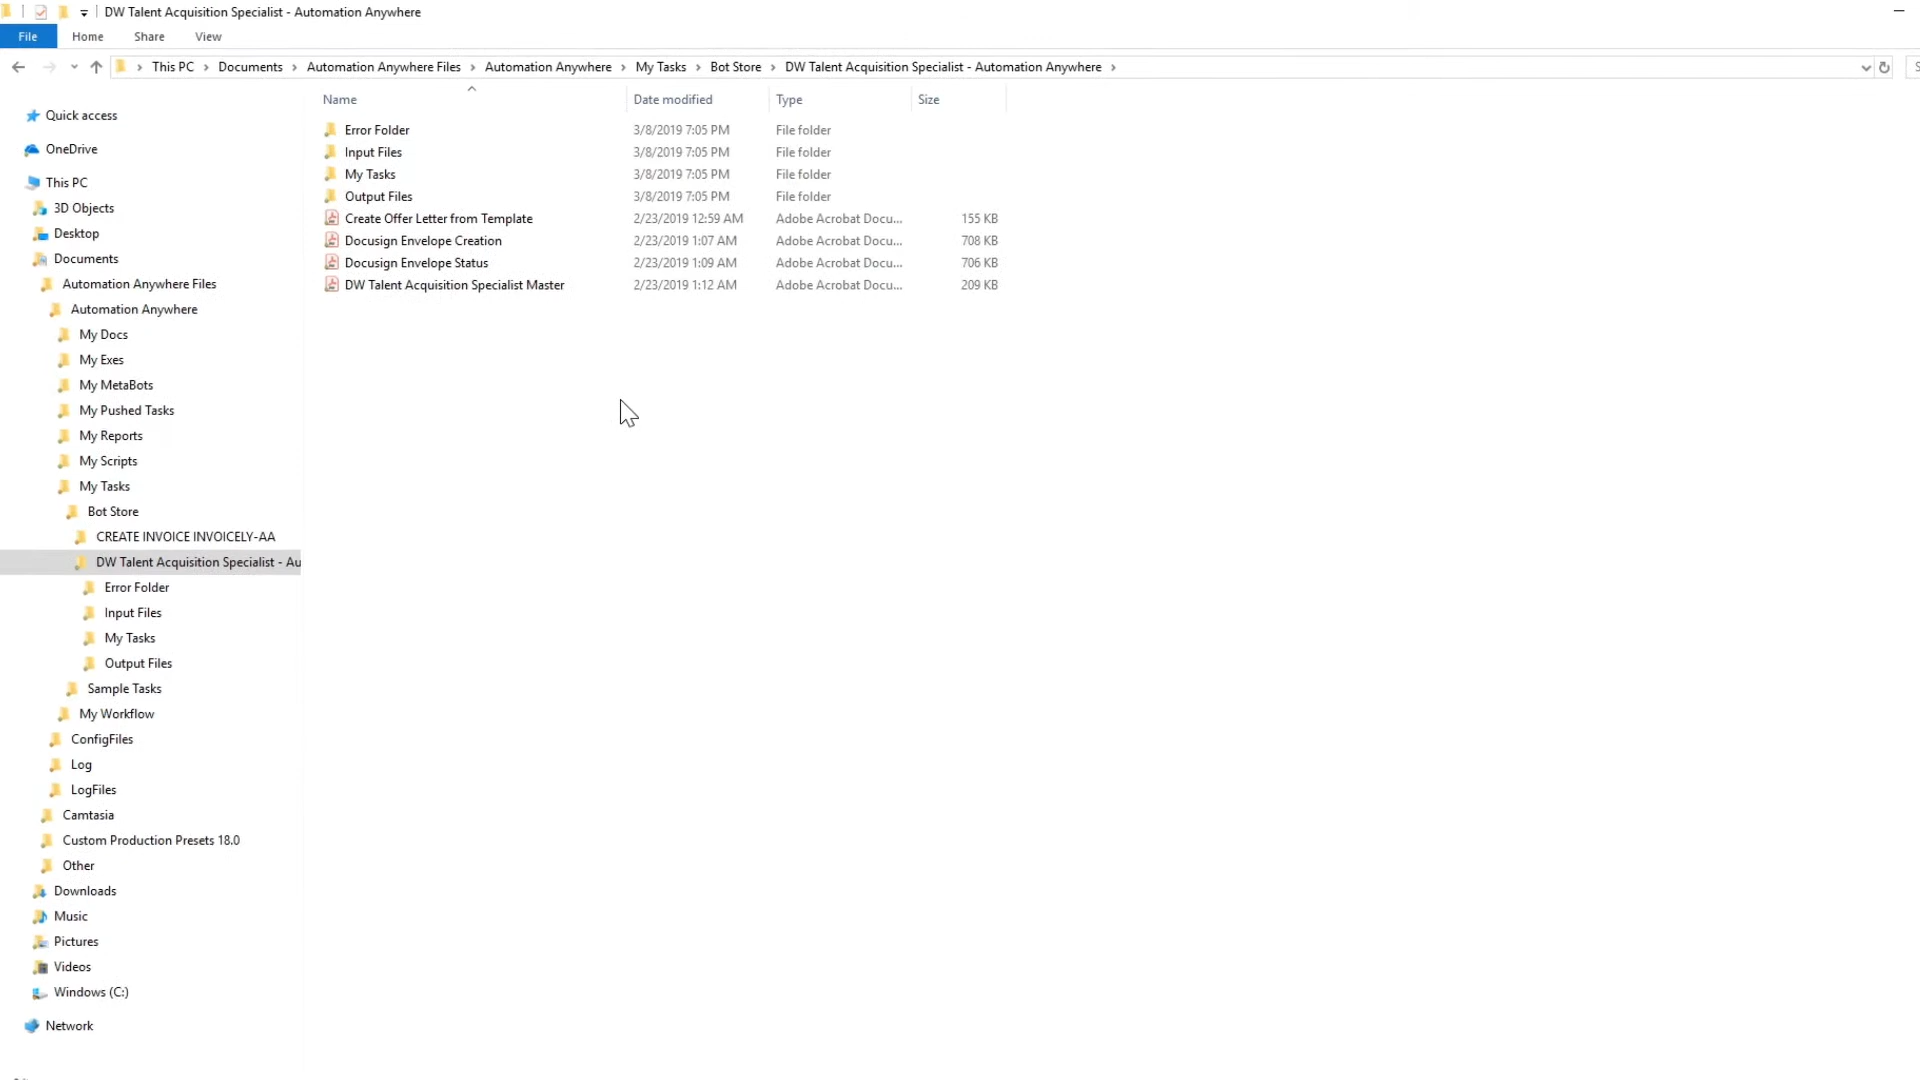 DW Talent Acquisition Specialist - Automation Anywhere
File Home Share View
This PC Documents Automation Anywhere Files Automation Anywhere My Tasks Bot Store DW Talent Acquisition Specialist - Automation Anywhere
Name Date modified Type Size
Error Folder 3/8/2019 7:05 PM File folder
Input Files 3/8/2019 7:05 PM File folder
My Tasks 3/8/2019 7:05 PM File folder
Output Files 3/8/2019 7:05 PM File folder
Create Offer Letter from Template 2/23/2019 12:59 AM Adobe Acrobat Docu... 155 KB
Docusign Envelope Creation 2/23/2019 1:07 AM Adobe Acrobat Docu... 708 KB
Docusign Envelope Status 2/23/2019 1:09 AM Adobe Acrobat Docu... 706 KB
DW Talent Acquisition Specialist Master 2/23/2019 1:12 AM Adobe Acrobat Docu... 209 KB
Quick access
OneDrive
This PC
3D Objects
Desktop
Documents
Automation Anywhere Files
Automation Anywhere
My Docs
My Exes
My MetaBots
My Pushed Tasks
My Reports
My Scripts
My Tasks
Bot Store
CREATE INVOICE INVOICELY-AA
DW Talent Acquisition Specialist - Au
Error Folder
Input Files
My Tasks
Output Files
Sample Tasks
My Workflow
ConfigFiles
Log
LogFiles
Camtasia
Custom Production Presets 18.0
Other
Downloads
Music
Pictures
Videos
Windows (C:)
Network